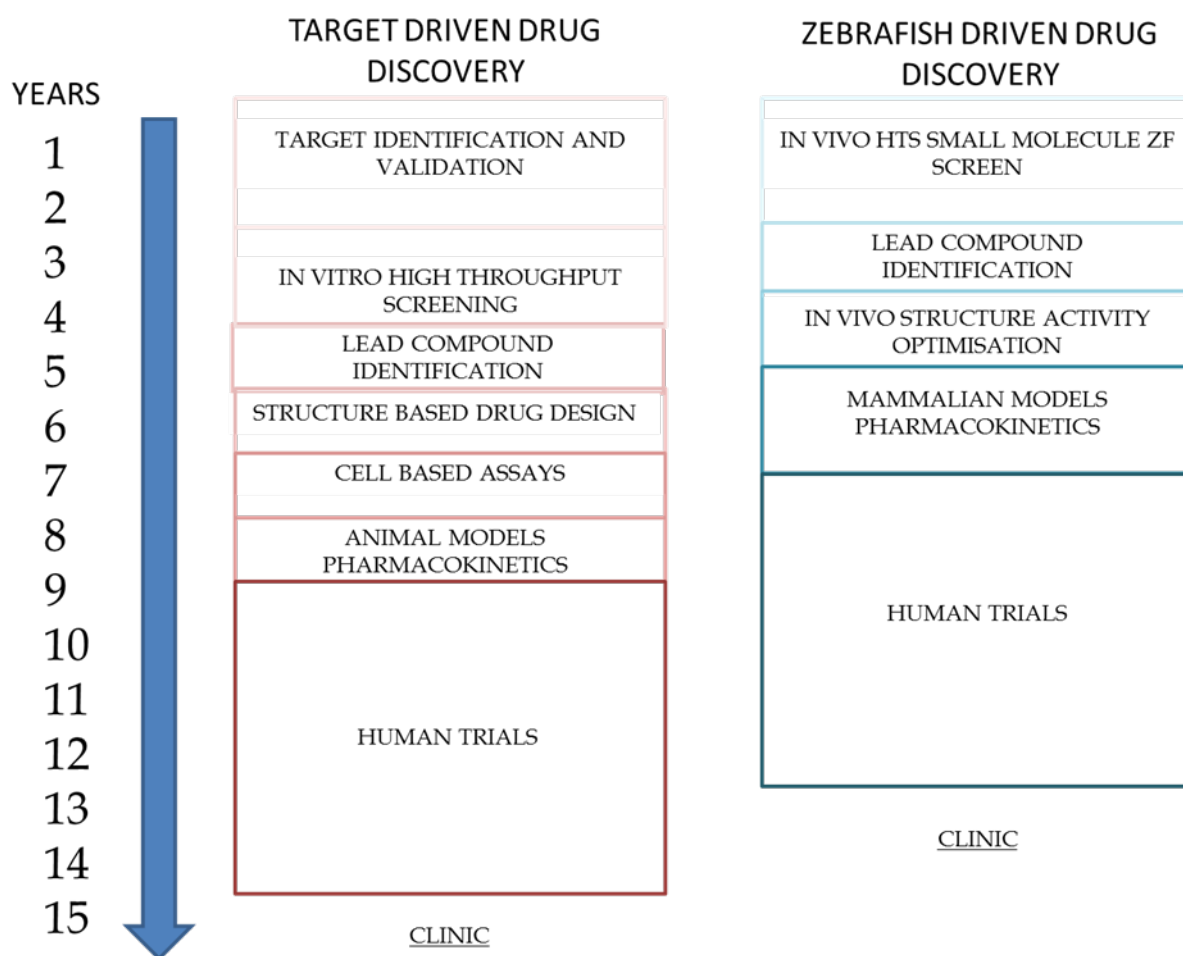 TARGET DRIVEN DRUG
DISCOVERY
ZEBRAFISH DRIVEN DRUG
DISCOVERY
YEARS
1
2
3
4
5
6
7
8
9
10
11
12
13
14
15
TARGET IDENTIFICATION AND
VALIDATION
IN VITRO HIGH THROUGHPUT
SCREENING
LEAD COMPOUND
IDENTIFICATION
STRUCTURE BASED DRUG DESIGN
CELL BASED ASSAYS
ANIMAL MODELS
PHARMACOKINETICS
HUMAN TRIALS
CLINIC
IN VIVO HTS SMALL MOLECULE ZF
SCREEN
LEAD COMPOUND
IDENTIFICATION
IN VIVO STRUCTURE ACTIVITY
OPTIMISATION
MAMMALIAN MODELS
PHARMACOKINETICS
HUMAN TRIALS
CLINIC